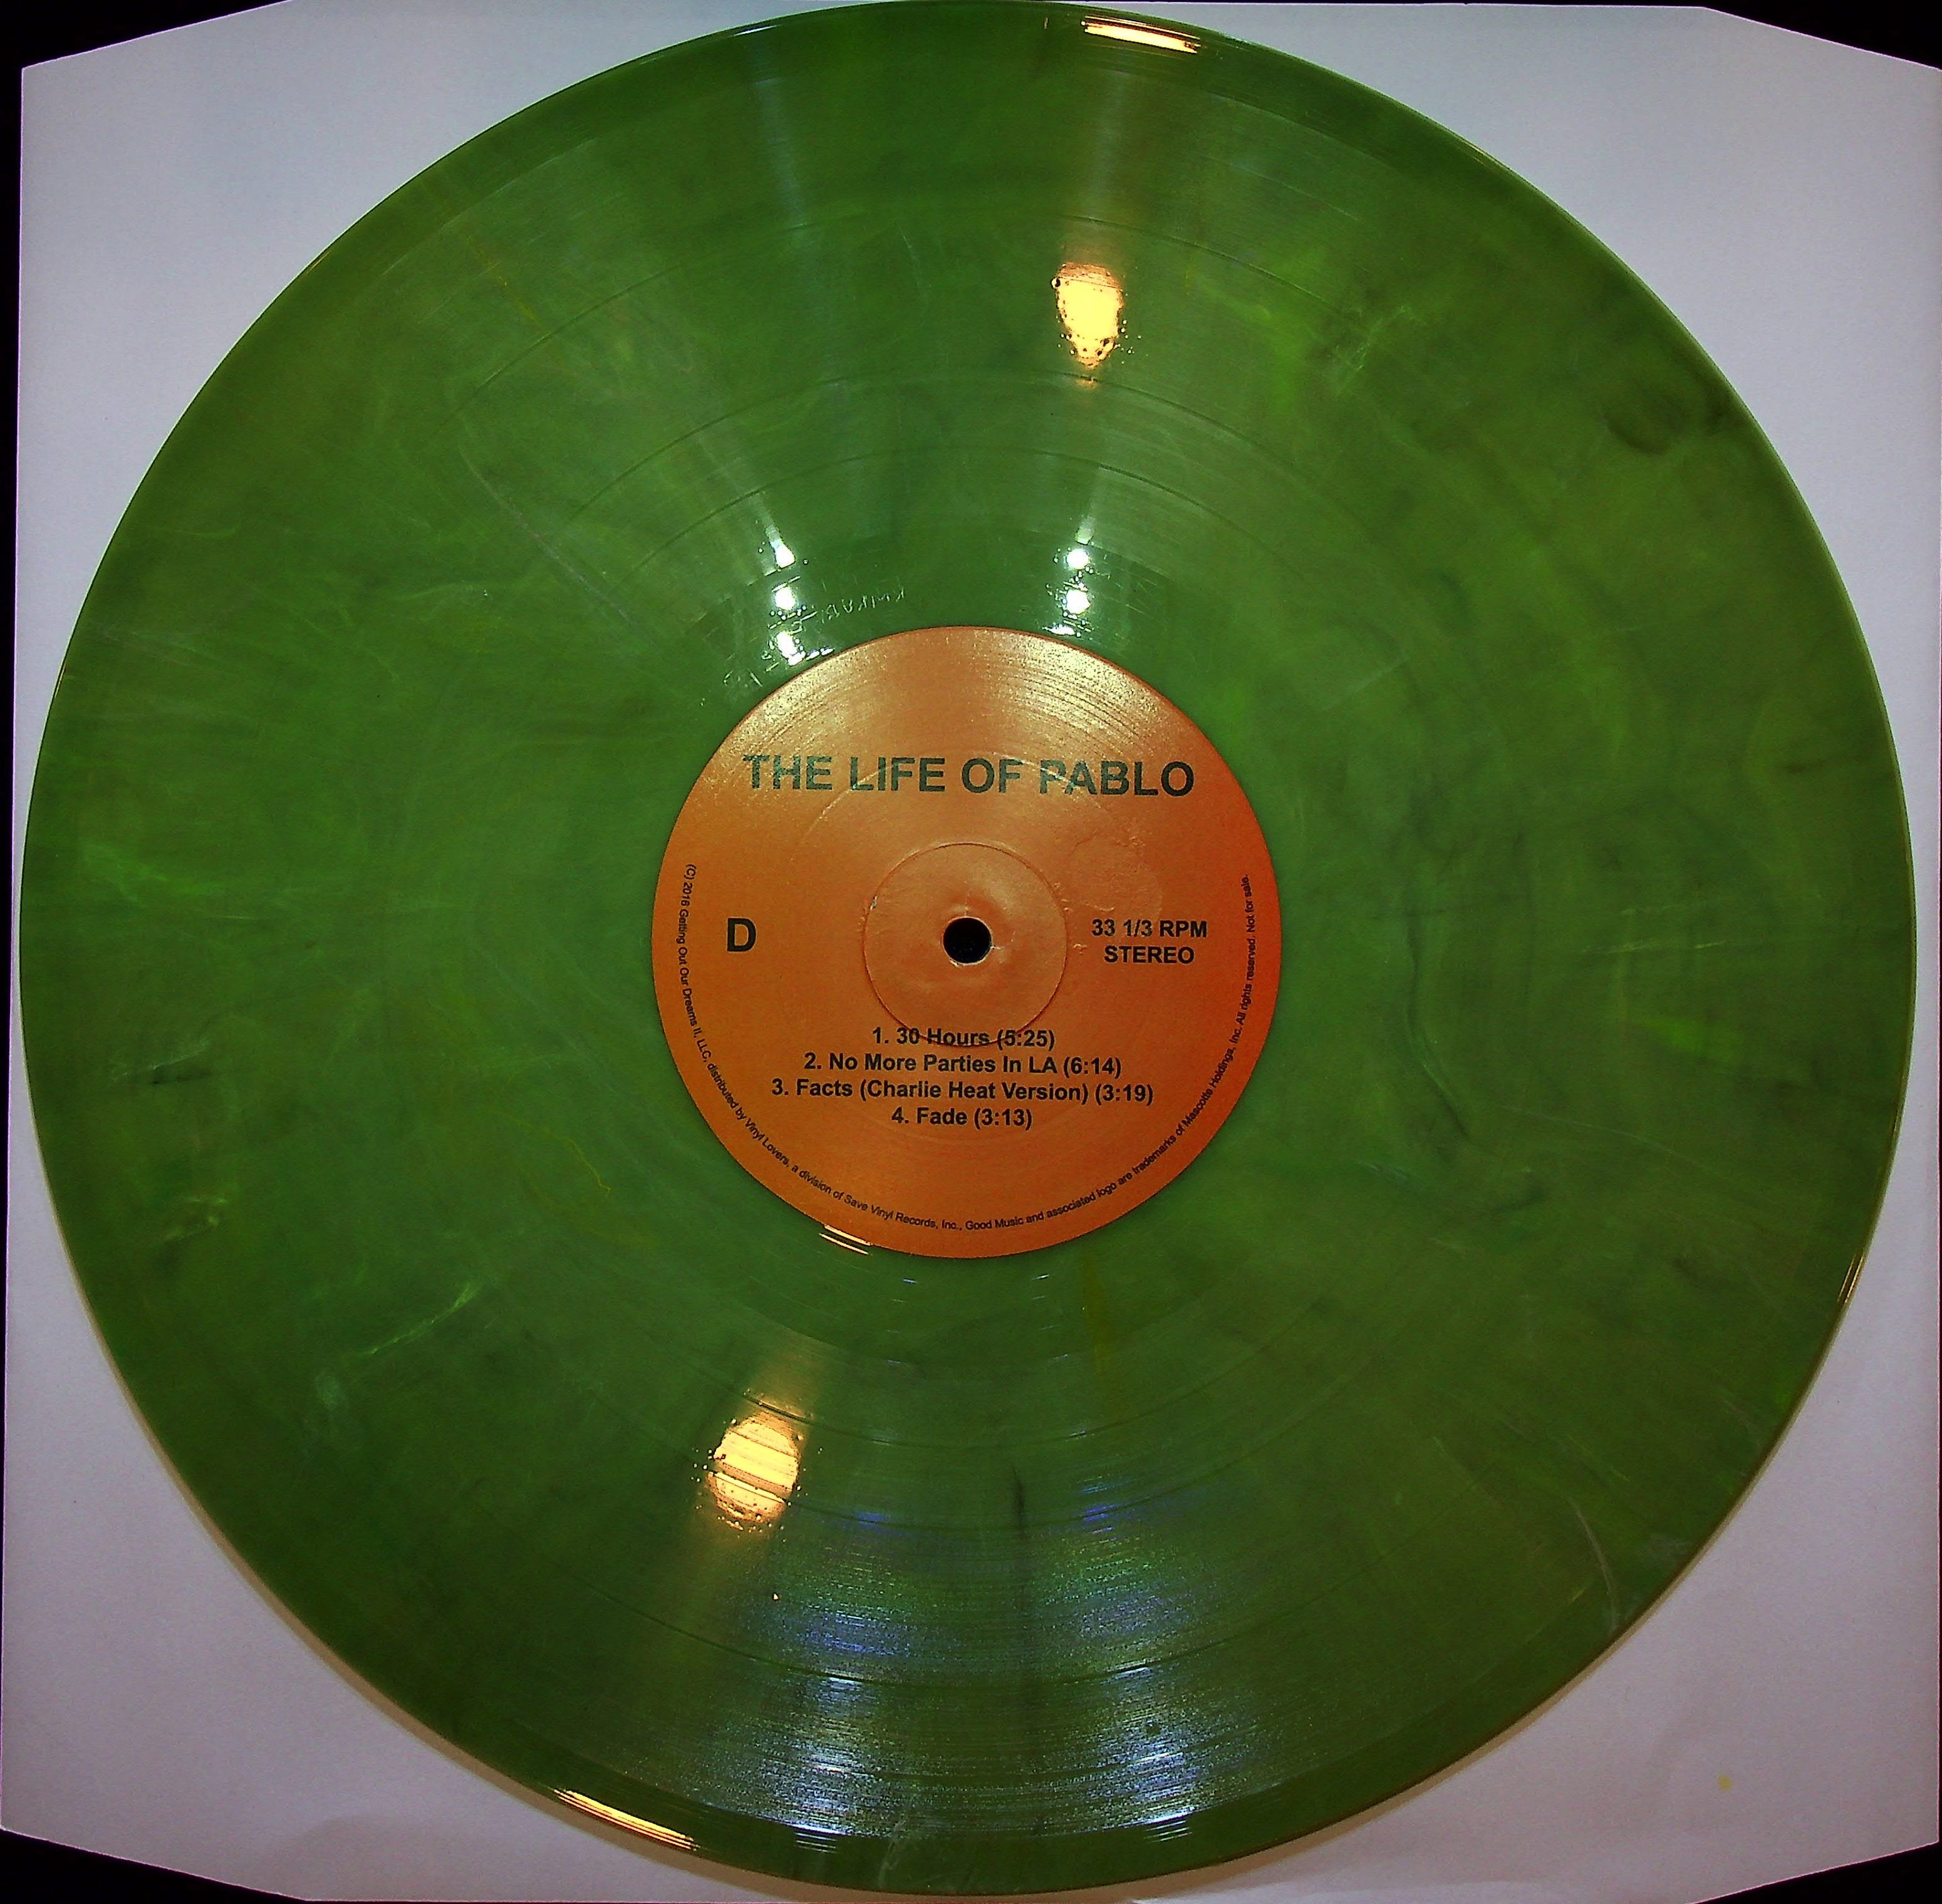 THE LIFE OF PABLO
D
33 1/3 RPM
STEREO
1. 30 Hours (5:25)
2. No More Parties In LA (6:14)
3. Facts (Charlie Heat Version) (3:19)
4. Fade (3:13)
(C) 2016 Getting Out Our Dreams II, LLC, distributed by Vinyl Lovers, a division of Save Vinyl Records, Inc., Good Music and associated logo are trademarks of Mascotte Holdings, Inc. All rights reserved. Not for sale.